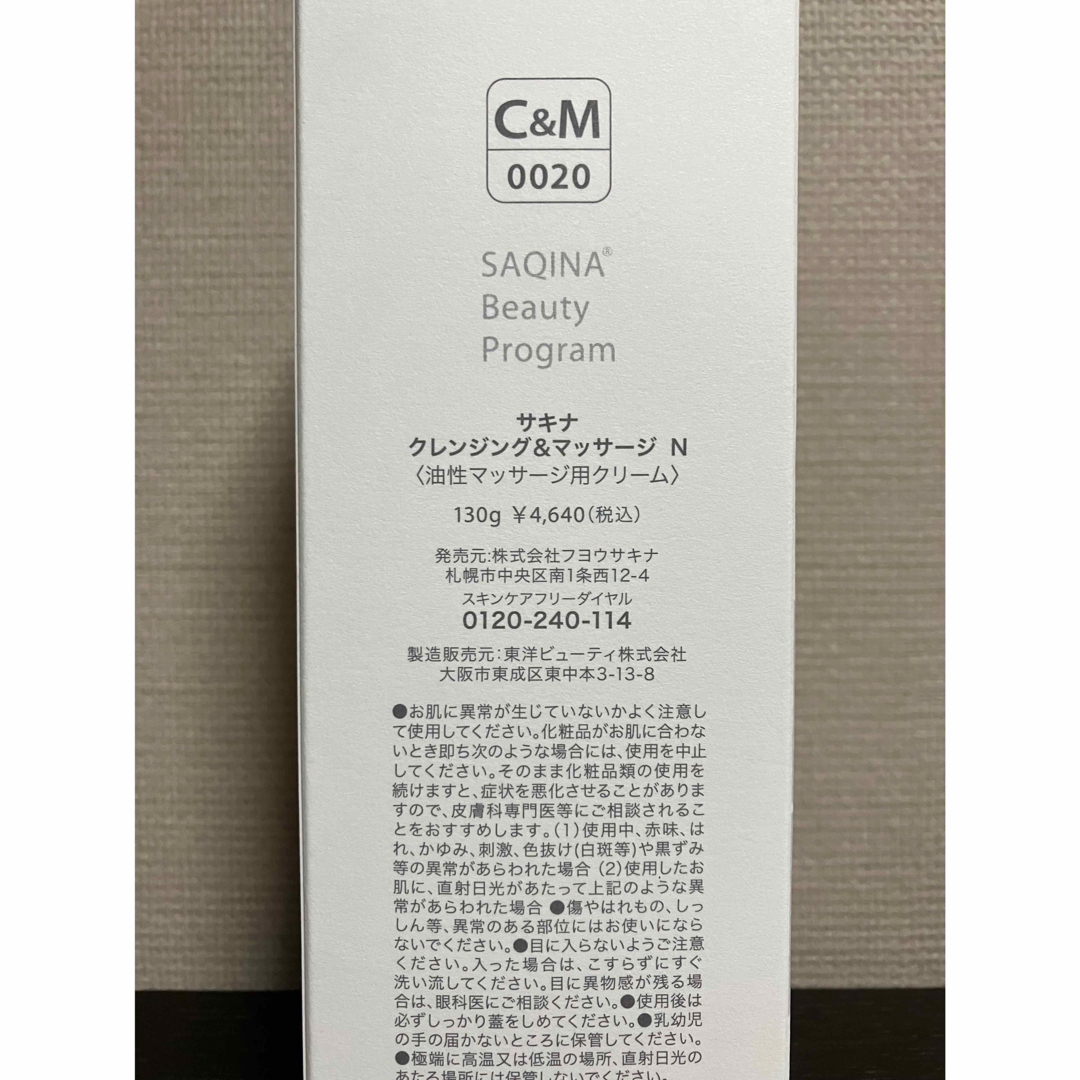 C&M
0020
SAQINA®
Beauty
Program
サキナ
クレンジング&マッサージ N
〈油性マッサージ用クリーム〉
130g ¥4,640(税込)
発売元:株式会社フヨウサキナ
札幌市中央区南1条西12-4
スキンケアフリーダイヤル
0120-240-114
製造販売元:東洋ビューティ株式会社
大阪市東成区東中本3-13-8
●お肌に異常が生じていないかよく注意し
て使用してください。化粧品がお肌に合わな
いとき即ち次のような場合には、使用を中止
してください。そのまま化粧品類の使用を
続けますと、症状を悪化させることがありま
すので、皮膚科専門医等にご相談されるこ
とをおすすめします。(1)使用中、赤味、は
れ、かゆみ、刺激、色抜け(白斑等)や黒ずみ
等の異常があらわれた場合 (2)使用したお
肌に、直射日光があたって上記のような異
常があらわれた場合 ●傷やはれもの、しっ
しん等、異常のある部位にはお使いになら
ないでください。●目に入らないようご注意
ください。入った場合は、こすらずにすぐ
洗い流してください。目に異物感が残る場
合は、眼科医にご相談ください。●使用後は
必ずしっかり蓋をしめてください。●乳幼児
の手の届かないところに保管してください。
●極端に高温又は低温の場所、直射日光の
あたる場所には保管しないでください。